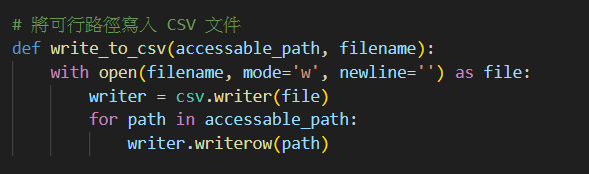 # 將可行路徑寫入 CSV 文件
def write_to_csv(accessable_path, filename):
    with open(filename, mode='w', newline='') as file:
        writer = csv.writer(file)
        for path in accessable_path:
            writer.writerow(path)